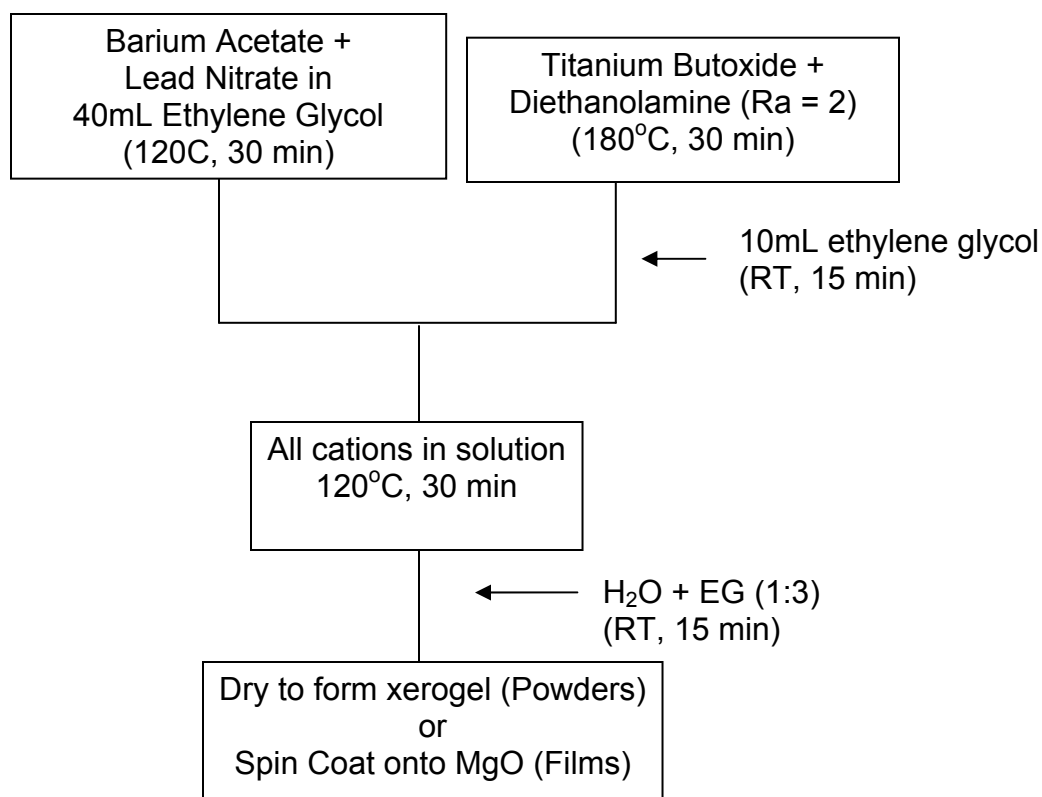 Barium Acetate +
Lead Nitrate in
40mL Ethylene Glycol
(120C, 30 min)
Titanium Butoxide +
Diethanolamine (Ra = 2)
(180°C, 30 min)
10mL ethylene glycol
(RT, 15 min)
All cations in solution
120°C, 30 min
H₂O + EG (1:3)
(RT, 15 min)
Dry to form xerogel (Powders)
or
Spin Coat onto MgO (Films)